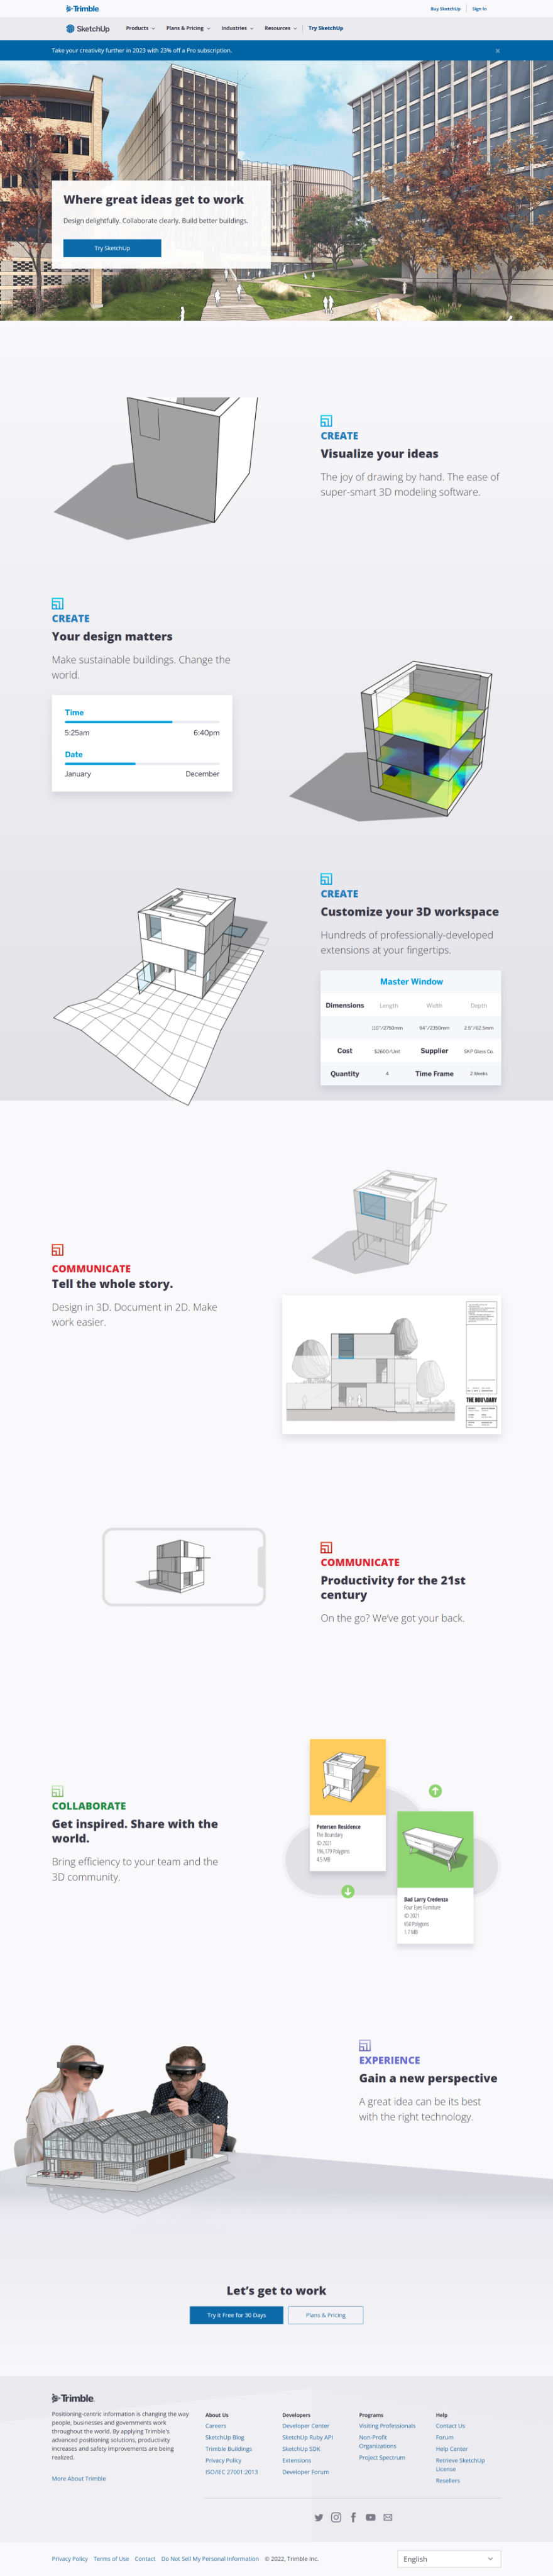 Trimble
Buy SketchUp
Sign In
SketchUp
Products
Plans & Pricing
Industries
Resources
Try SketchUp
Take your creativity further in 2023 with 23% off a Pro subscription.
Where great ideas get to work
Design delightfully. Collaborate clearly. Build better buildings.
Try SketchUp
CREATE
Visualize your ideas
The joy of drawing by hand. The ease of
super-smart 3D modeling software.
CREATE
Your design matters
Make sustainable buildings. Change the
world.
Time
5:25am 6:40pm
Date
January December
CREATE
Customize your 3D workspace
Hundreds of professionally-developed
extensions at your fingertips.
Master Window
Dimensions Length Width Depth
/2750mm 94"/2350mm 2.5"/62.5mm
Cost $2600/Unit Supplier SKP Glass Co.
Quantity 4 Time Frame 2 Weeks
COMMUNICATE
Tell the whole story.
Design in 3D. Document in 2D. Make
work easier.
THE BOUNDARY
COMMUNICATE
Productivity for the 21st
century
On the go? We've got your back.
COLLABORATE
Get inspired. Share with the
world.
Bring efficiency to your team and the
3D community.
Petersen Residence
The Boundary
© 2021
196,179 Polygons
4.5 MB
Bad Larry Credenza
Four Eyes Furniture
© 2021
658 Polygons
1.7 MB
EXPERIENCE
Gain a new perspective
A great idea can be its best
with the right technology.
Let's get to work
Try it Free for 30 Days
Plans & Pricing
Trimble
Positioning-centric information is changing the way
people, businesses and governments work
throughout the world. By applying Trimble's
advanced positioning solutions, productivity
increases and safety improvements are being
realized.
More About Trimble
About Us
Careers
SketchUp Blog
Trimble Buildings
Privacy Policy
ISO/IEC 27001:2013
Developers
Developer Center
SketchUp Ruby API
SketchUp SDK
Extensions
Developer Forum
Programs
Visiting Professionals
Non-Profit
Organizations
Project Spectrum
Help
Contact Us
Forum
Help Center
Retrieve SketchUp
License
Resellers
Privacy Policy Terms of Use Contact Do Not Sell My Personal Information © 2022, Trimble Inc.
English